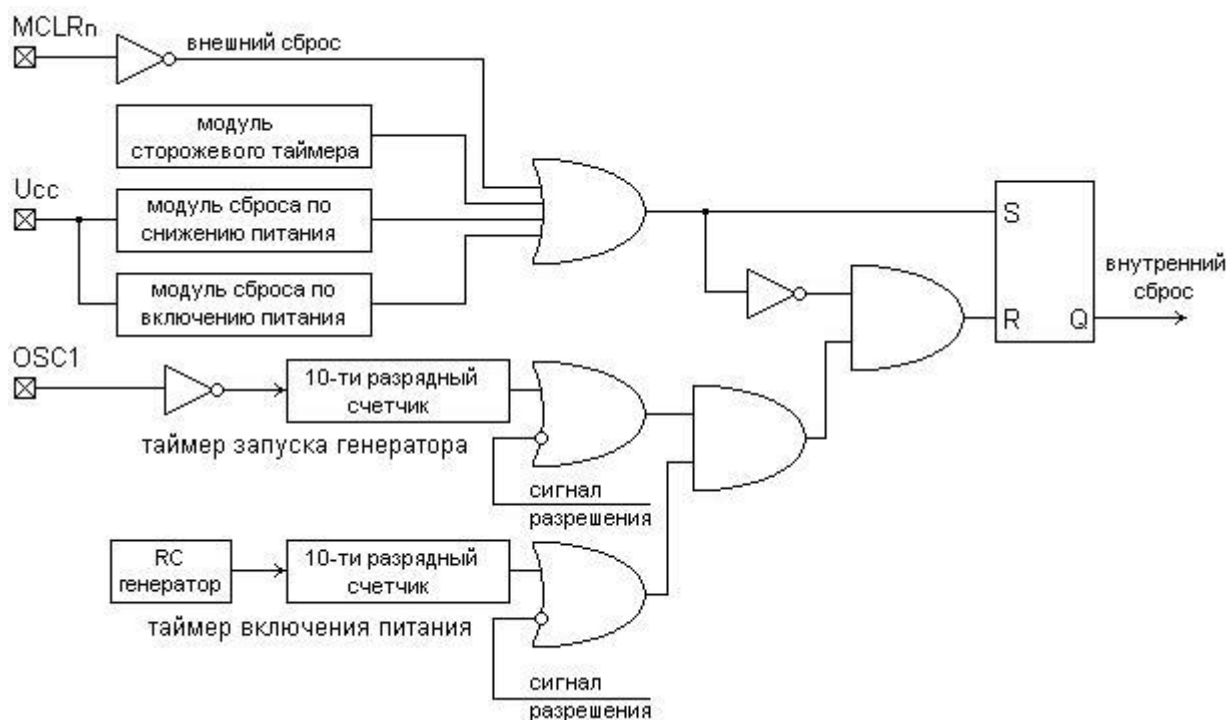 MCLRn
внешний сброс
модуль
сторожевого таймера
Ucc
модуль сброса по
снижению питания
S
внутренний
сброс
модуль сброса по
включению питания
R
Q
OSC1
10-ти разрядный
счетчик
таймер запуска генератора
сигнал
разрешения
RC
генератор
10-ти разрядный
счетчик
таймер включения питания
сигнал
разрешения